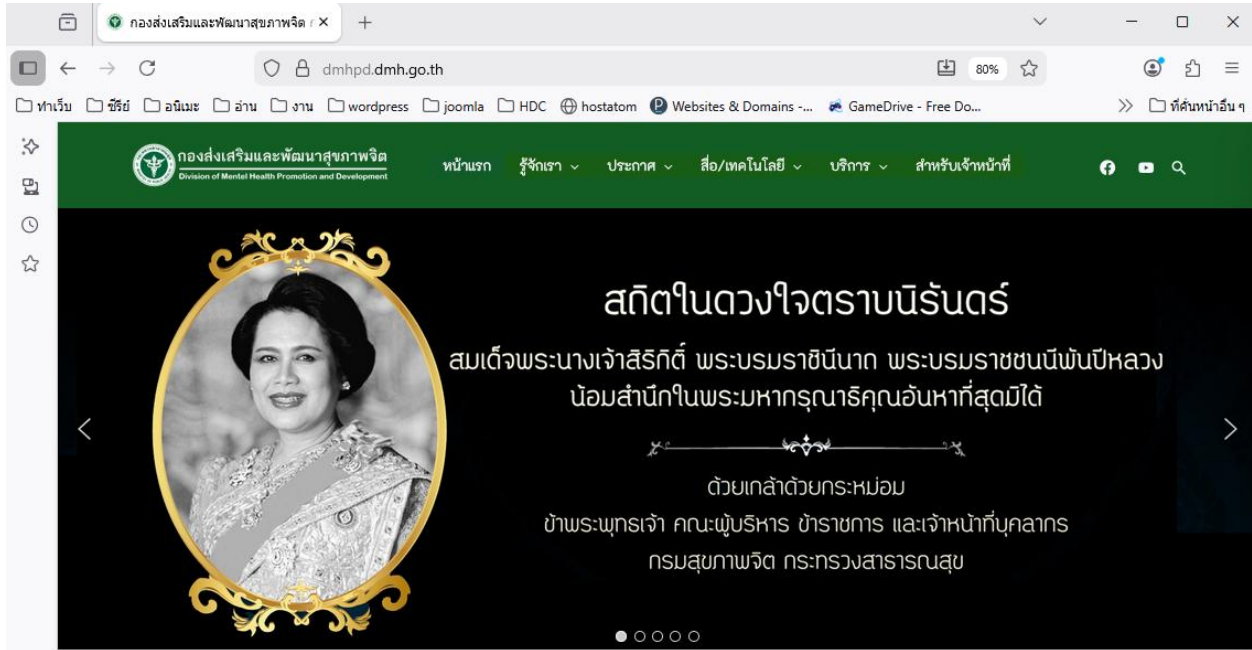 กองส่งเสริมและพัฒนาสุขภาพจิต
dmhpd.dmh.go.th
80%
ทำเว็บ ซีรีย์ อนิเมะ อ่าน งาน wordpress joomla HDC hostatom Websites & Domains -... GameDrive - Free Do... ที่คั่นหน้าอื่น ๆ
กองส่งเสริมและพัฒนาสุขภาพจิต
Division of Mental Health Promotion and Development
หน้าแรก รู้จักเรา ประกาศ สื่อ/เทคโนโลยี บริการ สำหรับเจ้าหน้าที่
สถิตในดวงใจตราบนิรันดร์
สมเด็จพระนางเจ้าสิริกิติ์ พระบรมราชินีนาถ พระบรมราชชนนีพันปีหลวง
น้อมสำนึกในพระมหากรุณาธิคุณอันหาที่สุดมิได้
ด้วยเกล้าด้วยกระหม่อม
ข้าพระพุทธเจ้า คณะผู้บริหาร ข้าราชการ และเจ้าหน้าที่บุคลากร
กรมสุขภาพจิต กระทรวงสาธารณสุข